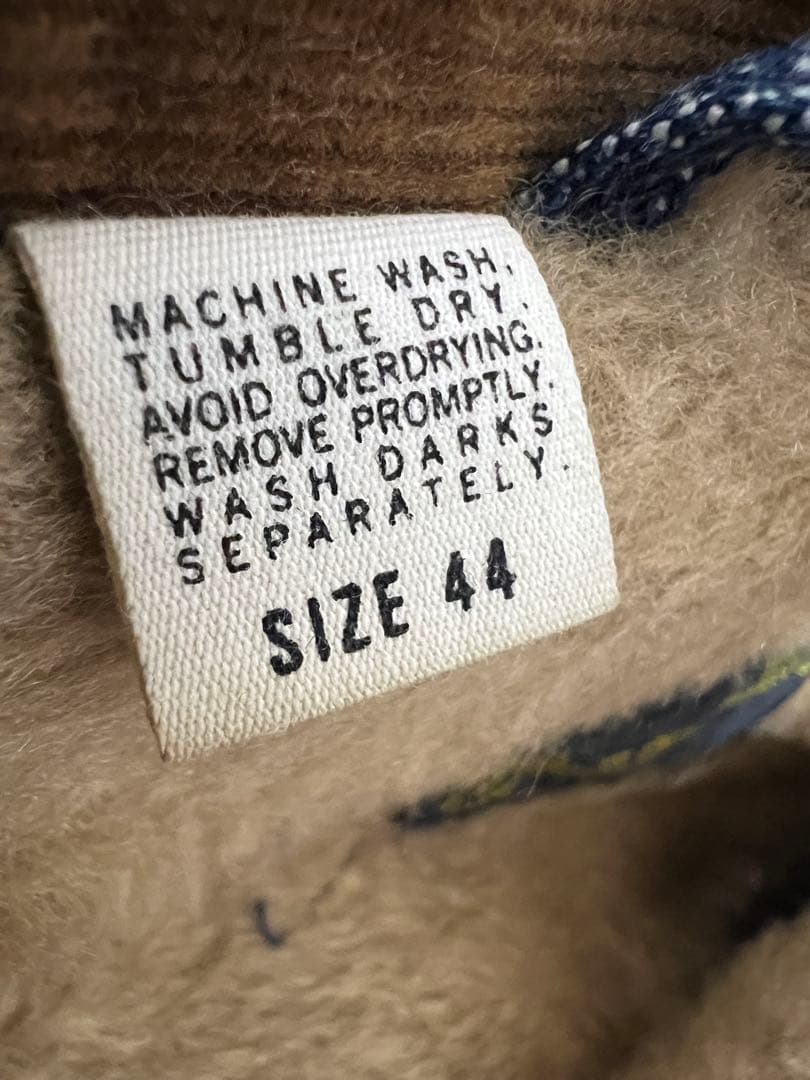 MACHINE WASH.
TUMBLE DRY.
AVOID OVERDRYING.
REMOVE PROMPTLY.
WASH DARKS
SEPARATELY.
SIZE 44